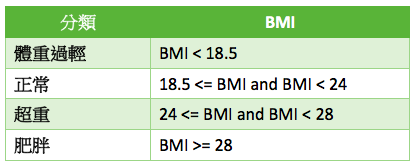 分類 BMI
體重過輕 BMI < 18.5
正常 18.5 <= BMI and BMI < 24
超重 24 <= BMI and BMI < 28
肥胖 BMI >= 28